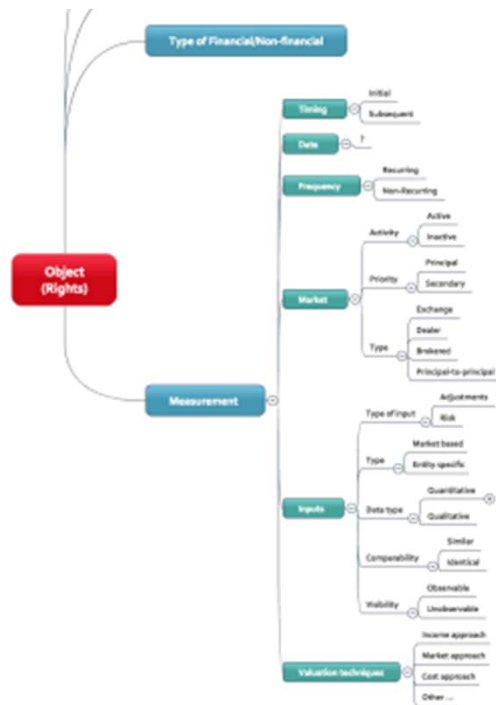 Type of Financial/Non-financial
Timing
Initial
Subsequent
Date
?
Frequency
Recurring
Non-Recurring
Object
(Rights)
Market
Activity
Active
Inactive
Priority
Principal
Secondary
Type
Exchange
Dealer
Brokered
Principal-to-principal
Measurement
Inputs
Type of input
Adjustments
Risk
Type
Market based
Entity specific
Data type
Quantitative
Qualitative
Comparability
Similar
Identical
Visibility
Observable
Unobservable
Valuation techniques
Income approach
Market approach
Cost approach
Other ...